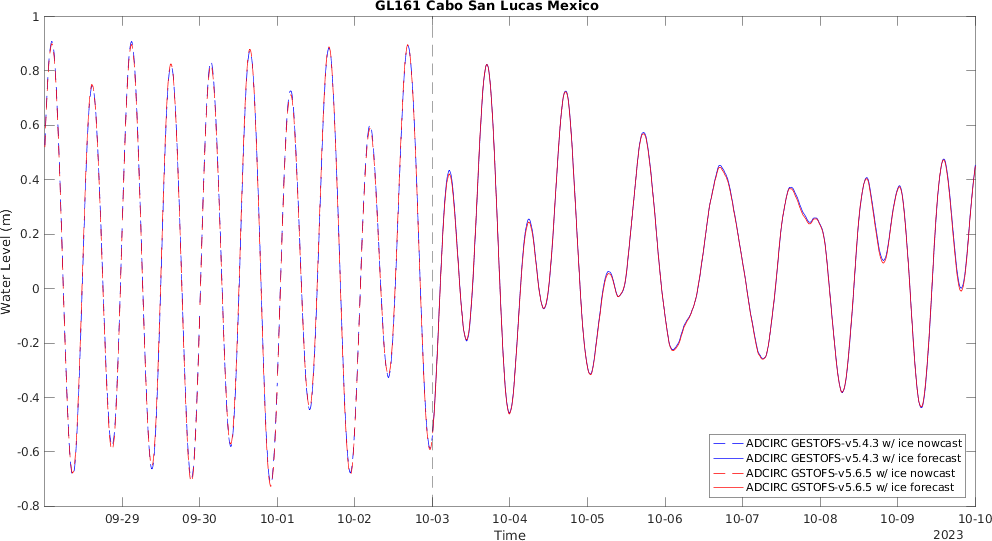 GL161 Cabo San Lucas Mexico
1
0.8
0.6
0.4
0.2
0
-0.2
-0.4
-0.6
-0.8
Water Level (m)
09-29 09-30 10-01 10-02 10-03 10-04 10-05 10-06 10-07 10-08 10-09 10-10
Time
2023
ADCIRC GESTOFS-v5.4.3 w/ ice nowcast
ADCIRC GESTOFS-v5.4.3 w/ ice forecast
ADCIRC GSTOFS-v5.6.5 w/ ice nowcast
ADCIRC GSTOFS-v5.6.5 w/ ice forecast